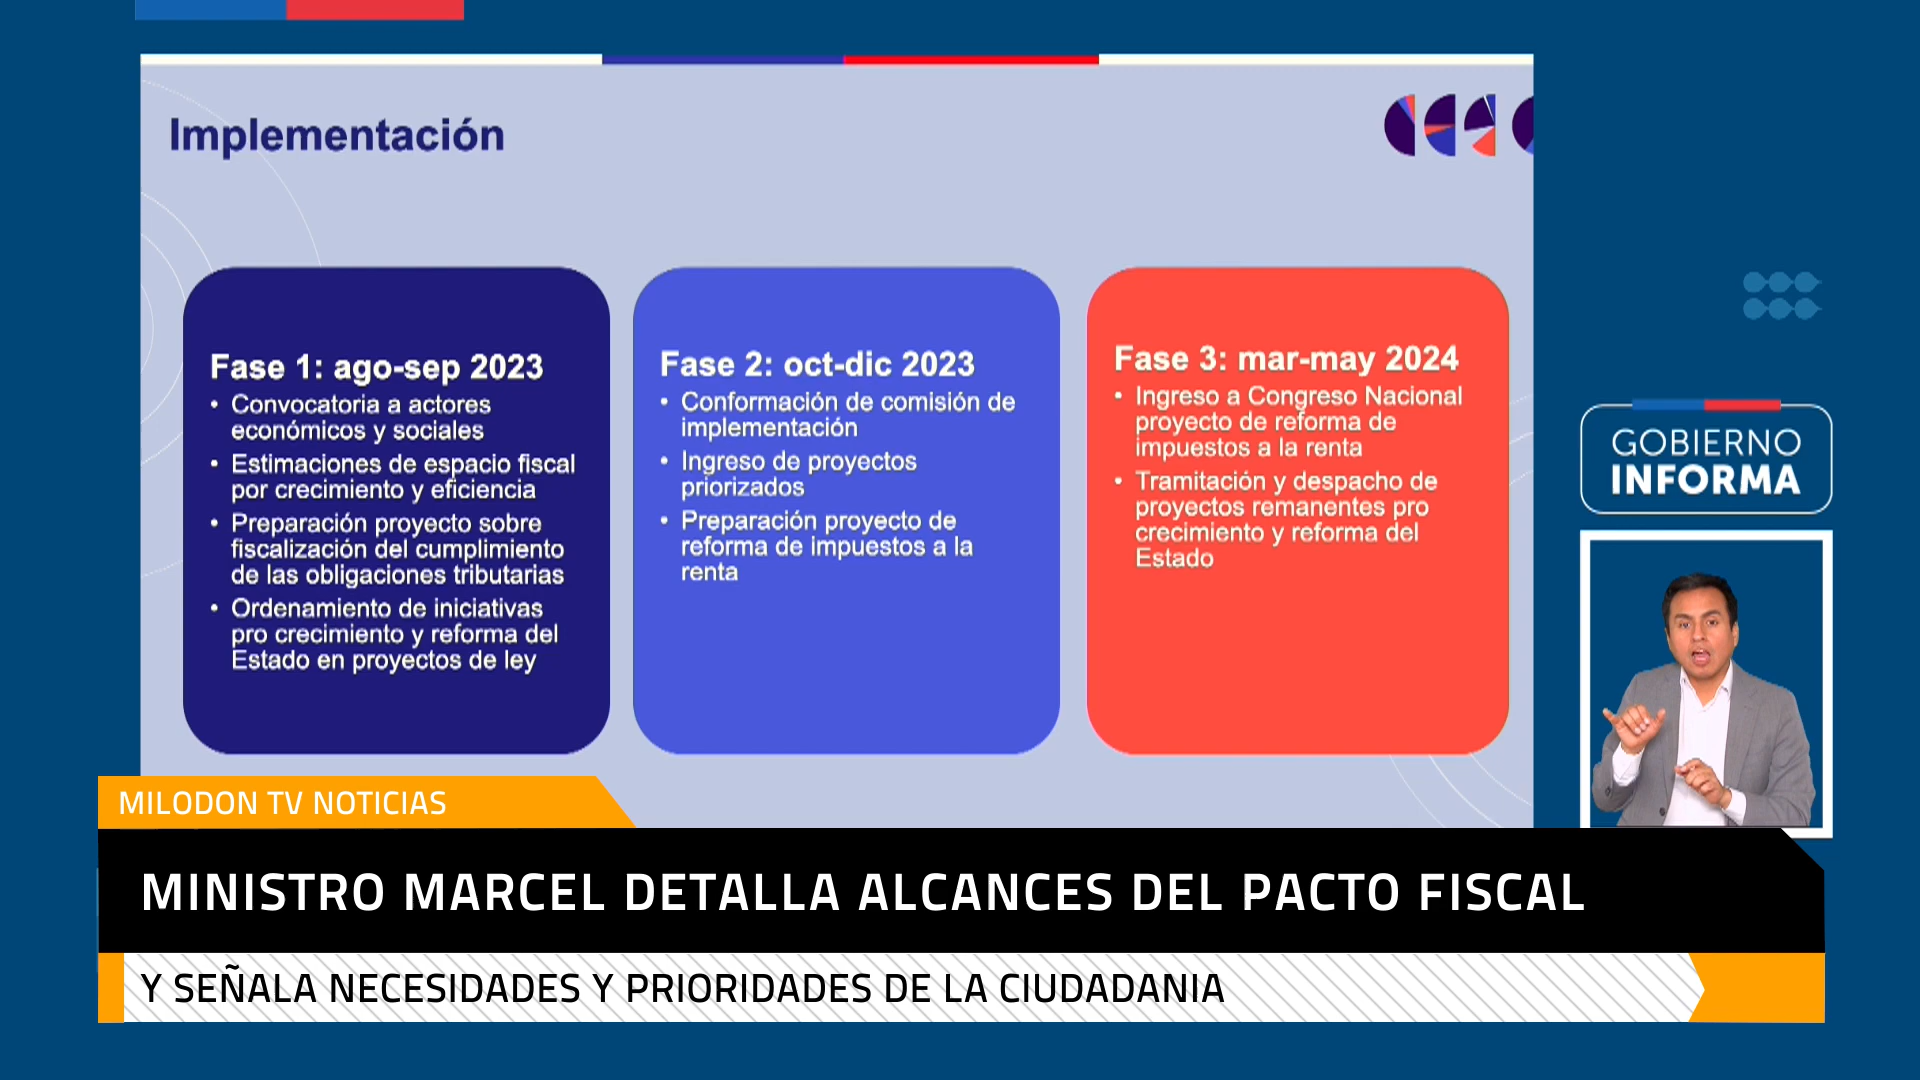 Implementación
Fase 1: ago-sep 2023
• Convocatoria a actores
económicos y sociales
• Estimaciones de espacio fiscal
por crecimiento y eficiencia
• Preparación proyecto sobre
fiscalización del cumplimiento
de las obligaciones tributarias
• Ordenamiento de iniciativas
pro crecimiento y reforma del
Estado en proyectos de ley
Fase 2: oct-dic 2023
• Conformación de comisión de
implementación
• Ingreso de proyectos
priorizados
• Preparación proyecto de
reforma de impuestos a la
renta
Fase 3: mar-may 2024
• Ingreso a Congreso Nacional
proyecto de reforma de
impuestos a la renta
• Tramitación y despacho de
proyectos remanentes pro
crecimiento y reforma del
Estado
GOBIERNO
INFORMA
MILODON TV NOTICIAS
MINISTRO MARCEL DETALLA ALCANCES DEL PACTO FISCAL
Y SEÑALA NECESIDADES Y PRIORIDADES DE LA CIUDADANIA